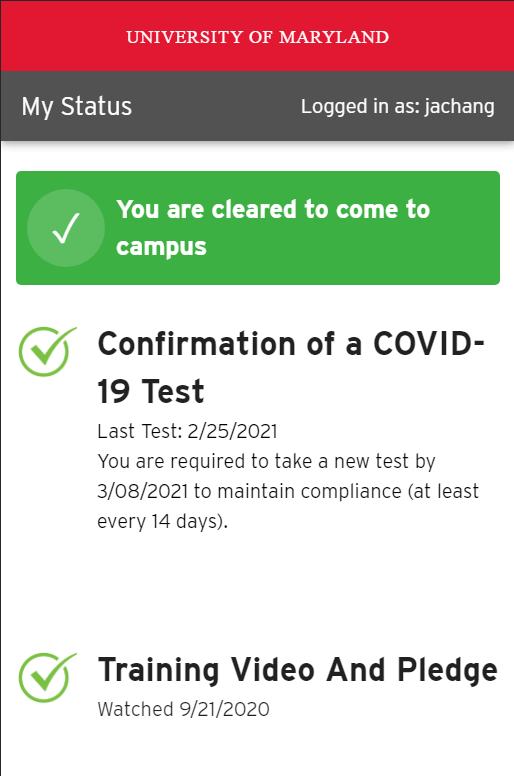 UNIVERSITY OF MARYLAND
My Status
Logged in as: jachang
You are cleared to come to
campus
Confirmation of a COVID-
19 Test
Last Test: 2/25/2021
You are required to take a new test by
3/08/2021 to maintain compliance (at least
every 14 days).
Training Video And Pledge
Watched 9/21/2020